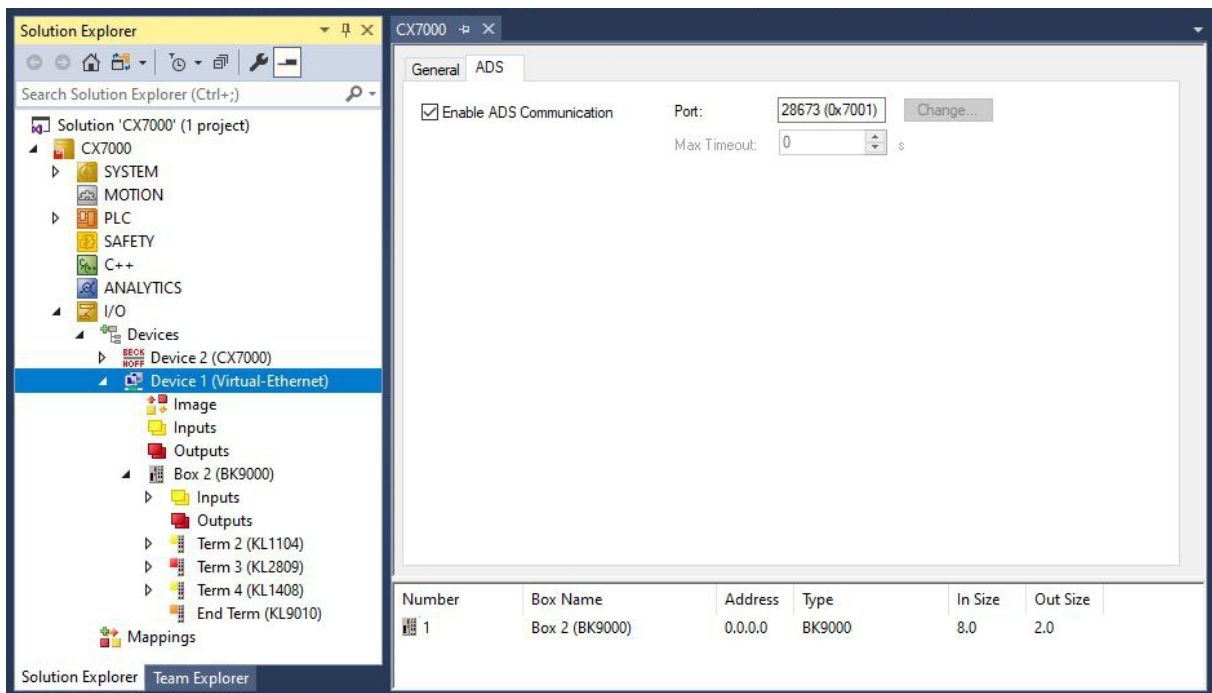 Solution Explorer
Search Solution Explorer (Ctrl+;)
Solution 'CX7000' (1 project)
CX7000
SYSTEM
MOTION
PLC
SAFETY
C++
ANALYTICS
I/O
Devices
BECKHOFF Device 2 (CX7000)
Device 1 (Virtual-Ethernet)
Image
Inputs
Outputs
Box 2 (BK9000)
Inputs
Outputs
Term 2 (KL1104)
Term 3 (KL2809)
Term 4 (KL1408)
End Term (KL9010)
Mappings
Solution Explorer Team Explorer
CX7000
General ADS
Enable ADS Communication Port: 28673 (0x7001) Change...
Max Timeout: 0 s
Number Box Name Address Type In Size Out Size
1 Box 2 (BK9000) 0.0.0.0 BK9000 8.0 2.0